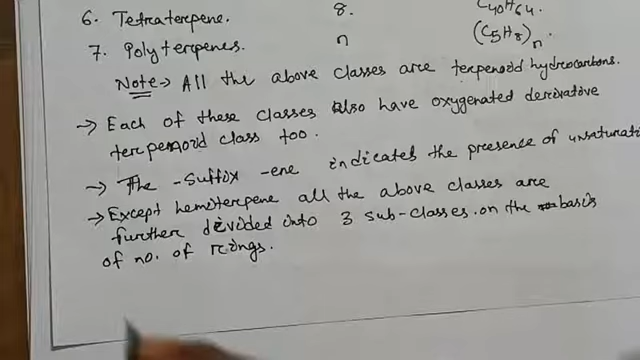 6. Tetraterpene. 8. C40H64.
7. Polyterpenes. n (C5H8)n
Note → All the above classes are terpenoid hydrocarbons.
→ Each of these classes also have oxygenated derivative
terpenoid class too.
→ The -suffix -ene indicates the presence of unsaturati
→ Except hemiterpene all the above classes are
further devided into 3 sub-classes. on the basis
of no. of rings.